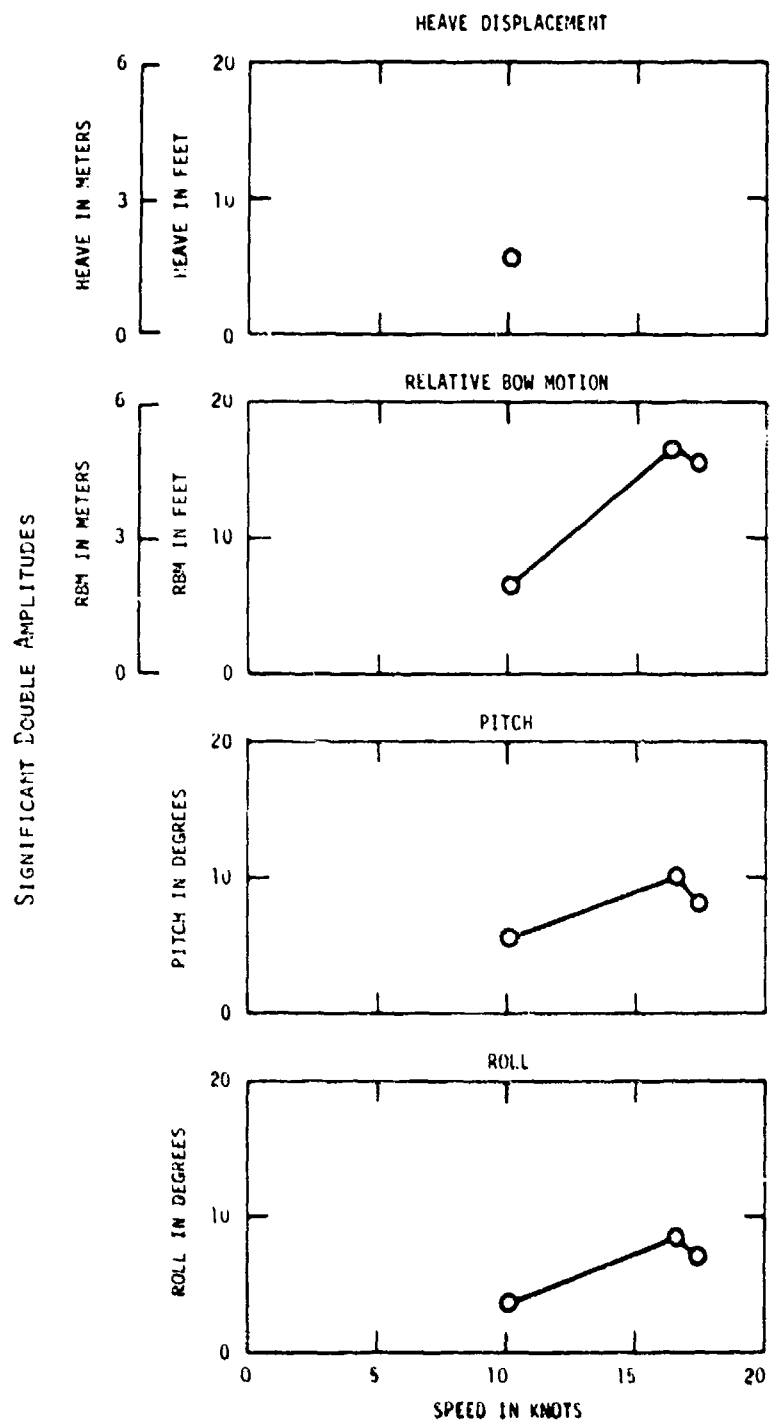 HEAVE DISPLACEMENT
SIGNIFICANT DOUBLE AMPLITUDES
HEAVE IN METERS
6
3
0
HEAVE IN FEET
20
10
0
RELATIVE BOW MOTION
RBM IN METERS
6
3
0
RBM IN FEET
20
10
0
PITCH
PITCH IN DEGREES
20
10
0
ROLL
ROLL IN DEGREES
20
10
0
0 5 10 15 20
SPEED IN KNOTS